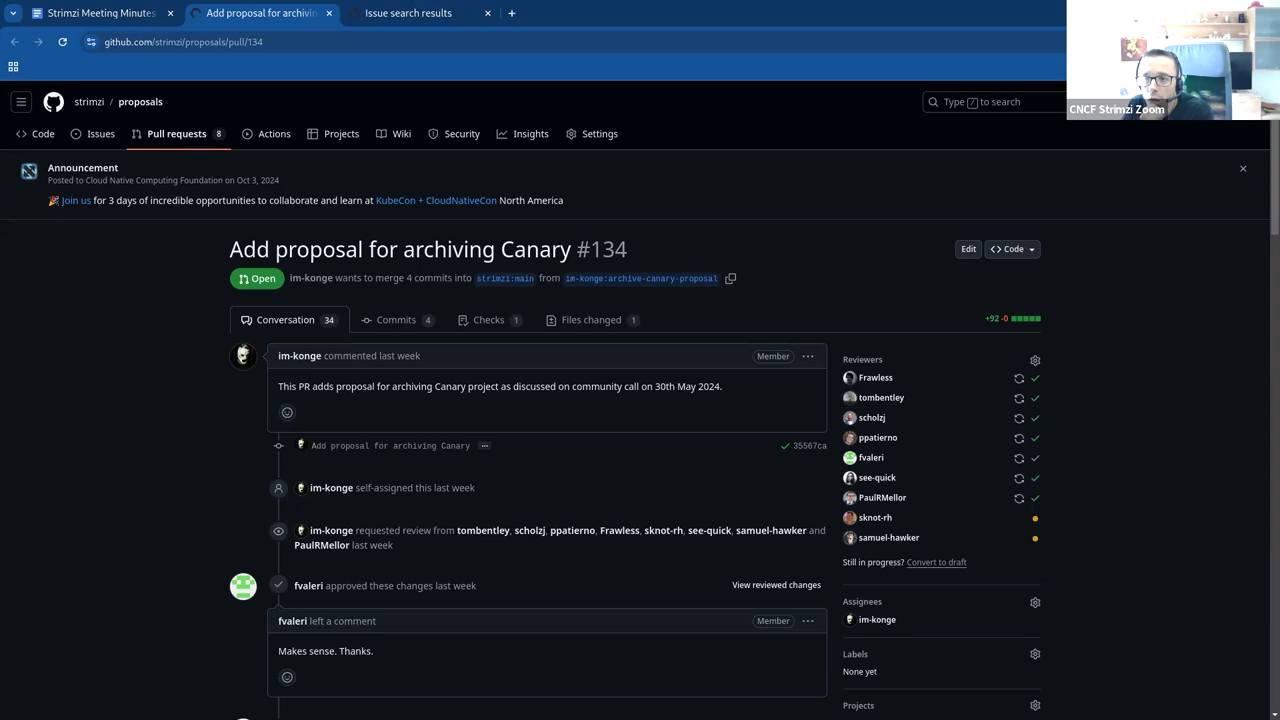 Strimzi Meeting Minutes
Add proposal for archivin
Issue search results
github.com/strimzi/proposals/pull/134
CNCF Strimzi Zoom
strimzi / proposals
Type / to search
Code
Issues
Pull requests 8
Actions
Projects
Wiki
Security
Insights
Settings
Announcement
Posted to Cloud Native Computing Foundation on Oct 3, 2024
🎉 Join us for 3 days of incredible opportunities to collaborate and learn at KubeCon + CloudNativeCon North America
Add proposal for archiving Canary #134
Edit
Code
Open
im-konge wants to merge 4 commits into strimzi:main from im-konge:archive-canary-proposal
Conversation 34
Commits 4
Checks 1
Files changed 1
+92 -0
im-konge commented last week
Member
This PR adds proposal for archiving Canary project as discussed on community call on 30th May 2024.
Add proposal for archiving Canary
35567ca
im-konge self-assigned this last week
im-konge requested review from tombentley, scholzj, ppatierno, Frawless, sknot-rh, see-quick, samuel-hawker and
PaulRMellor last week
fvaleri approved these changes last week
View reviewed changes
fvaleri left a comment
Member
Makes sense. Thanks.
Reviewers
Frawless
tombentley
scholzj
ppatierno
fvaleri
see-quick
PaulRMellor
sknot-rh
samuel-hawker
Still in progress? Convert to draft
Assignees
im-konge
Labels
None yet
Projects